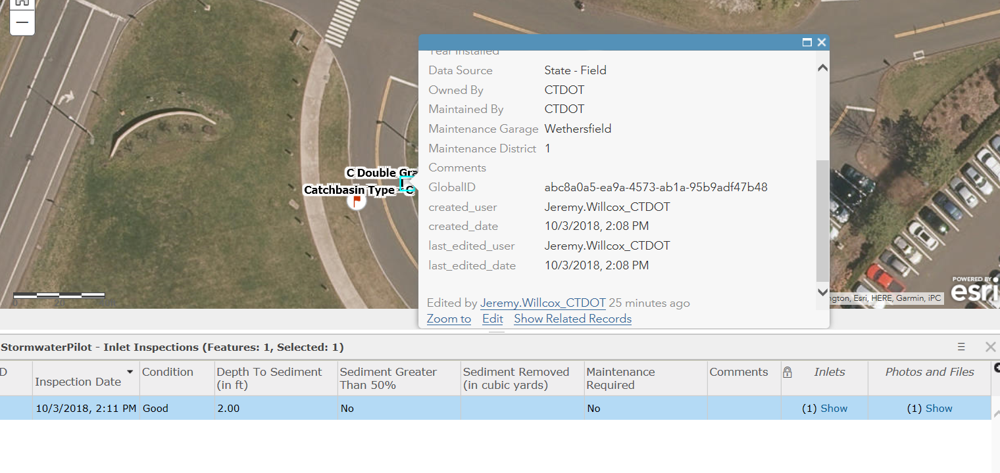 Year Installed
Data Source State - Field
Owned By CTDOT
Maintained By CTDOT
Maintenance Garage Wethersfield
Maintenance District 1
Comments
GlobalID abc8a0a5-ea9a-4573-ab1a-95b9adf47b48
created_user Jeremy.Willcox_CTDOT
created_date 10/3/2018, 2:08 PM
last_edited_user Jeremy.Willcox_CTDOT
last_edited_date 10/3/2018, 2:08 PM
Edited by Jeremy.Willcox_CTDOT 25 minutes ago
Zoom to Edit Show Related Records
C Double Gra
Catchbasin Type - C
POWERED BY
esri
ngton, Esri, HERE, Garmin, iPC
StormwaterPilot - Inlet Inspections (Features: 1, Selected: 1)
D Inspection Date Condition Depth To Sediment (in ft) Sediment Greater Than 50% Sediment Removed (in cubic yards) Maintenance Required Comments Inlets Photos and Files
10/3/2018, 2:11 PM Good 2.00 No No (1) Show (1) Show